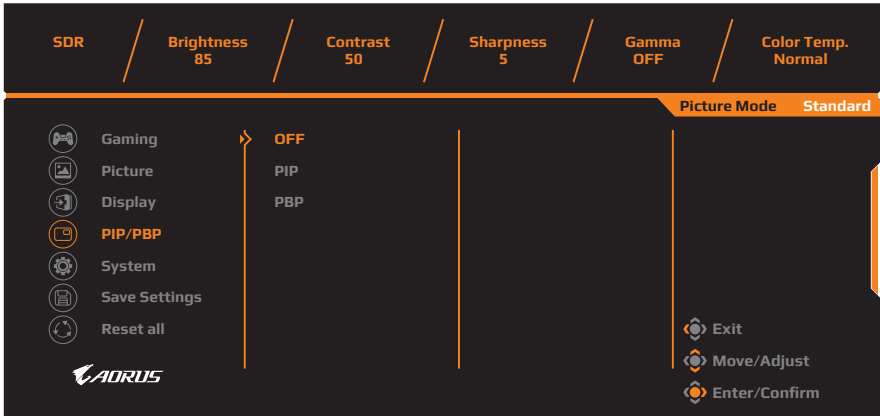 SDR
Brightness
85
Contrast
50
Sharpness
5
Gamma
OFF
Color Temp.
Normal
Picture Mode Standard
Gaming
Picture
Display
PIP/PBP
System
Save Settings
Reset all
OFF
PIP
PBP
Exit
Move/Adjust
Enter/Confirm
AORUS